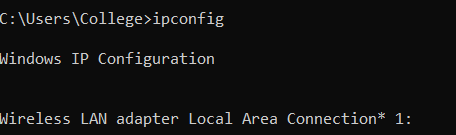 C:\Users\College>ipconfig
Windows IP Configuration
Wireless LAN adapter Local Area Connection* 1: